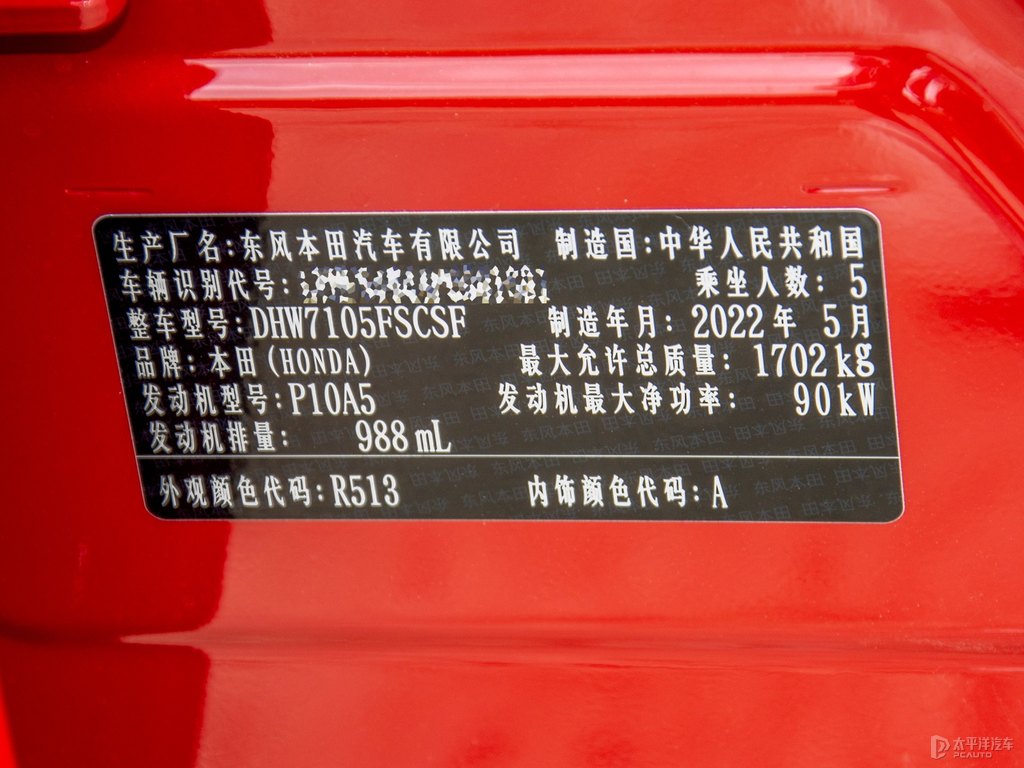 生产厂名:东风本田汽车有限公司 制造国:中华人民共和国
车辆识别代号: 乘坐人数: 5
整车型号:DHW7105FSCSF 制造年月:2022年 5月
品牌:本田(HONDA) 最大允许总质量: 1702kg
发动机型号:P10A5 发动机最大净功率: 90kW
发动机排量: 988mL
外观颜色代码:R513 内饰颜色代码:A
太平洋汽车
PCAUTO